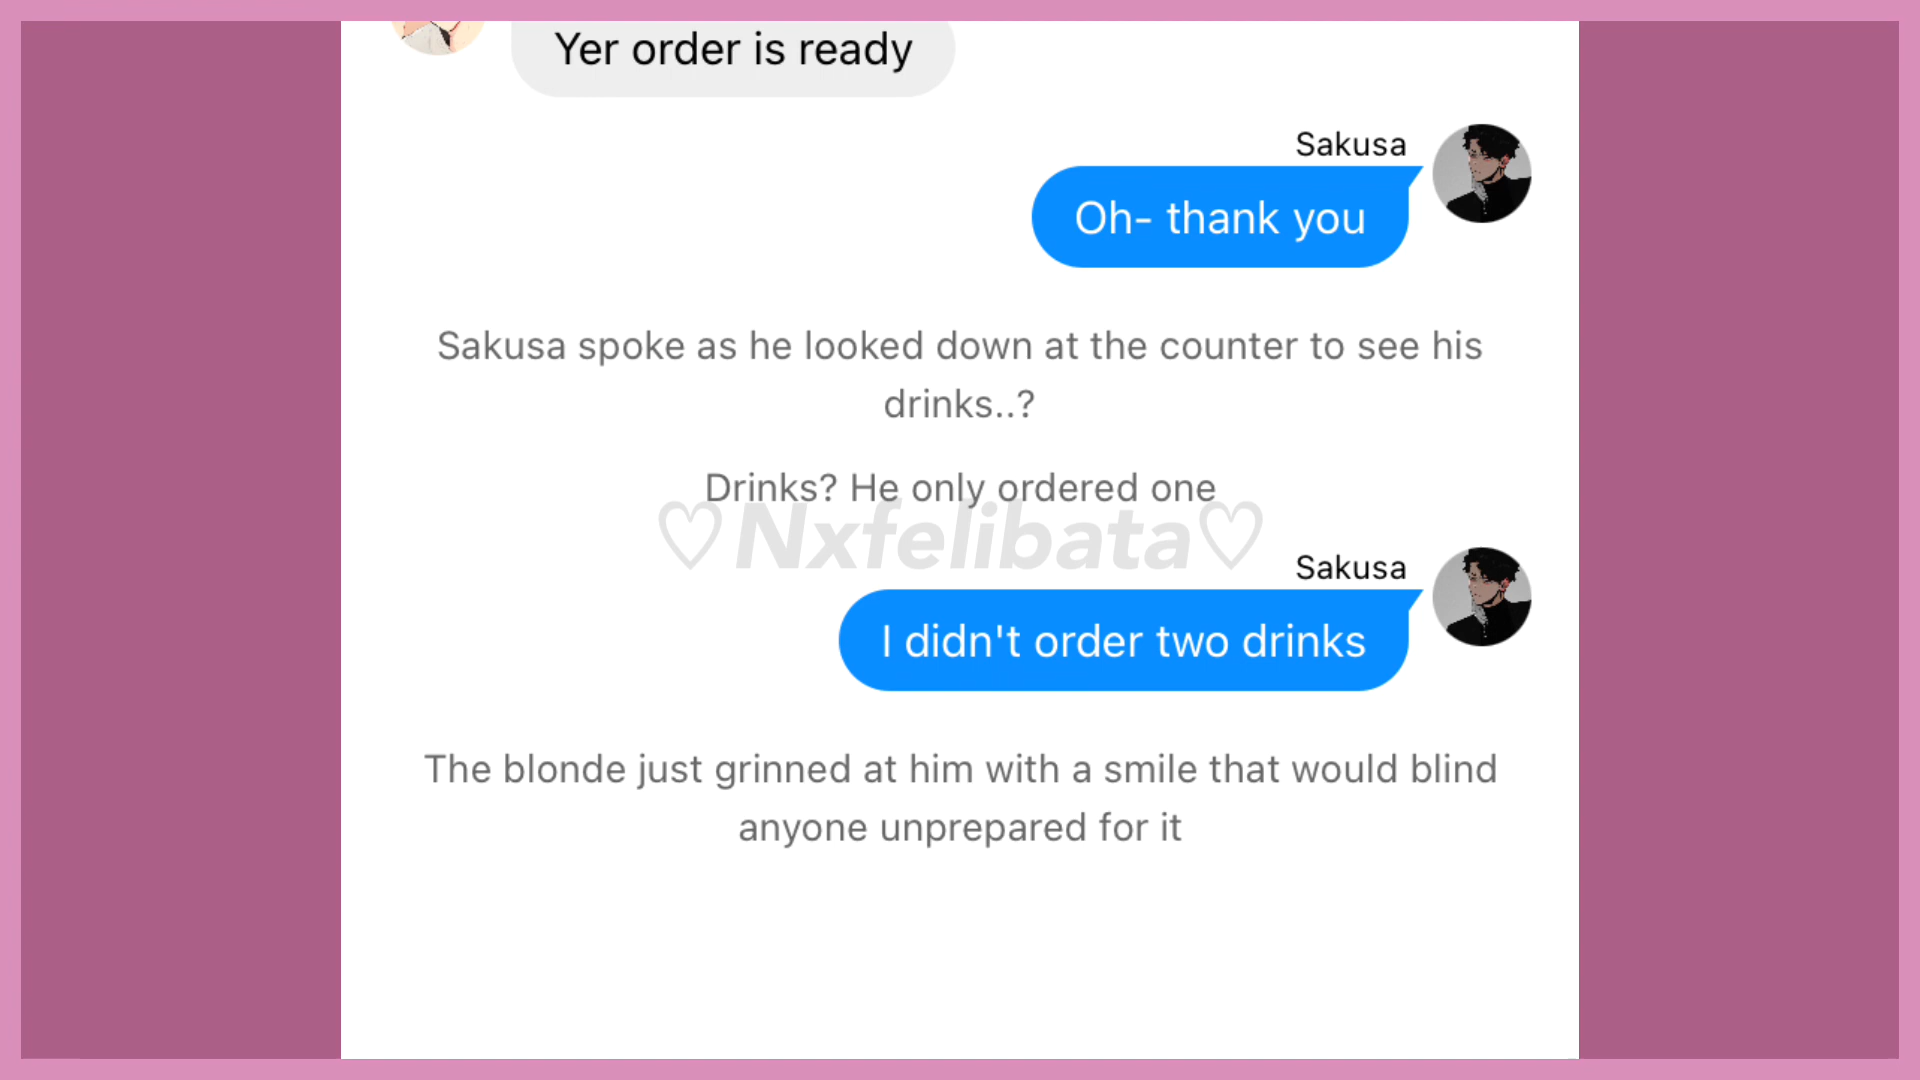 Yer order is ready
Sakusa
Oh- thank you
Sakusa spoke as he looked down at the counter to see his
drinks..?
Drinks? He only ordered one
♡Nxfelibata♡
Sakusa
I didn't order two drinks
The blonde just grinned at him with a smile that would blind
anyone unprepared for it